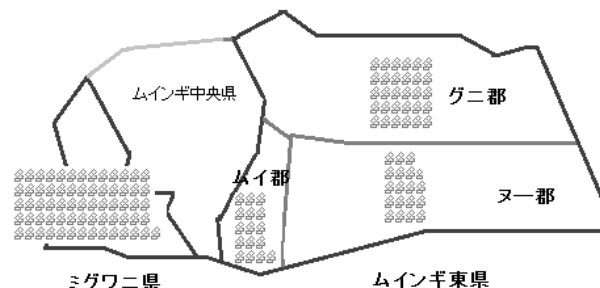 ムインギ中央県
グニ郡
ムイ郡
ヌー郡
ミグワニ県
ムインギ東県